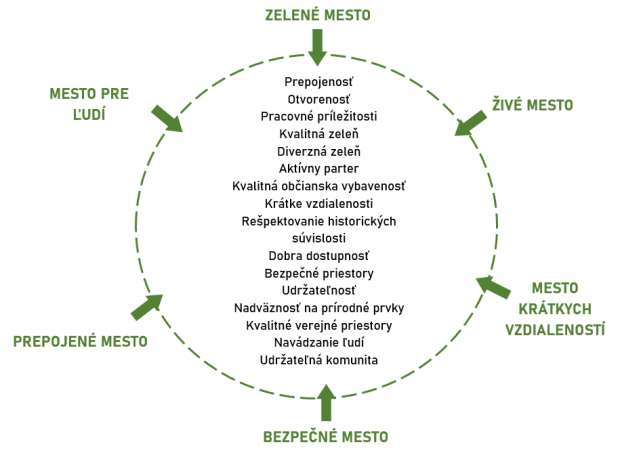 ZELENÉ MESTO
MESTO PRE
ĽUDÍ
ŽIVÉ MESTO
Prepojenosť
Otvorenosť
Pracovné príležitosti
Kvalitná zeleň
Diverzná zeleň
Aktívny parter
Kvalitná občianska vybavenosť
Krátke vzdialenosti
Rešpektovanie historických
súvislosti
Dobra dostupnosť
Bezpečné priestory
Udržateľnosť
Nadväznosť na prírodné prvky
Kvalitné verejné priestory
Navádzanie ľudí
Udržateľná komunita
MESTO
KRÁTKYCH
VZDIALENOSTÍ
PREPOJENÉ MESTO
BEZPEČNÉ MESTO